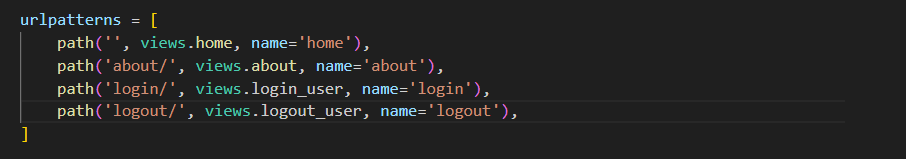 urlpatterns = [
    path('', views.home, name='home'),
    path('about/', views.about, name='about'),
    path('login/', views.login_user, name='login'),
    path('logout/', views.logout_user, name='logout'),
]